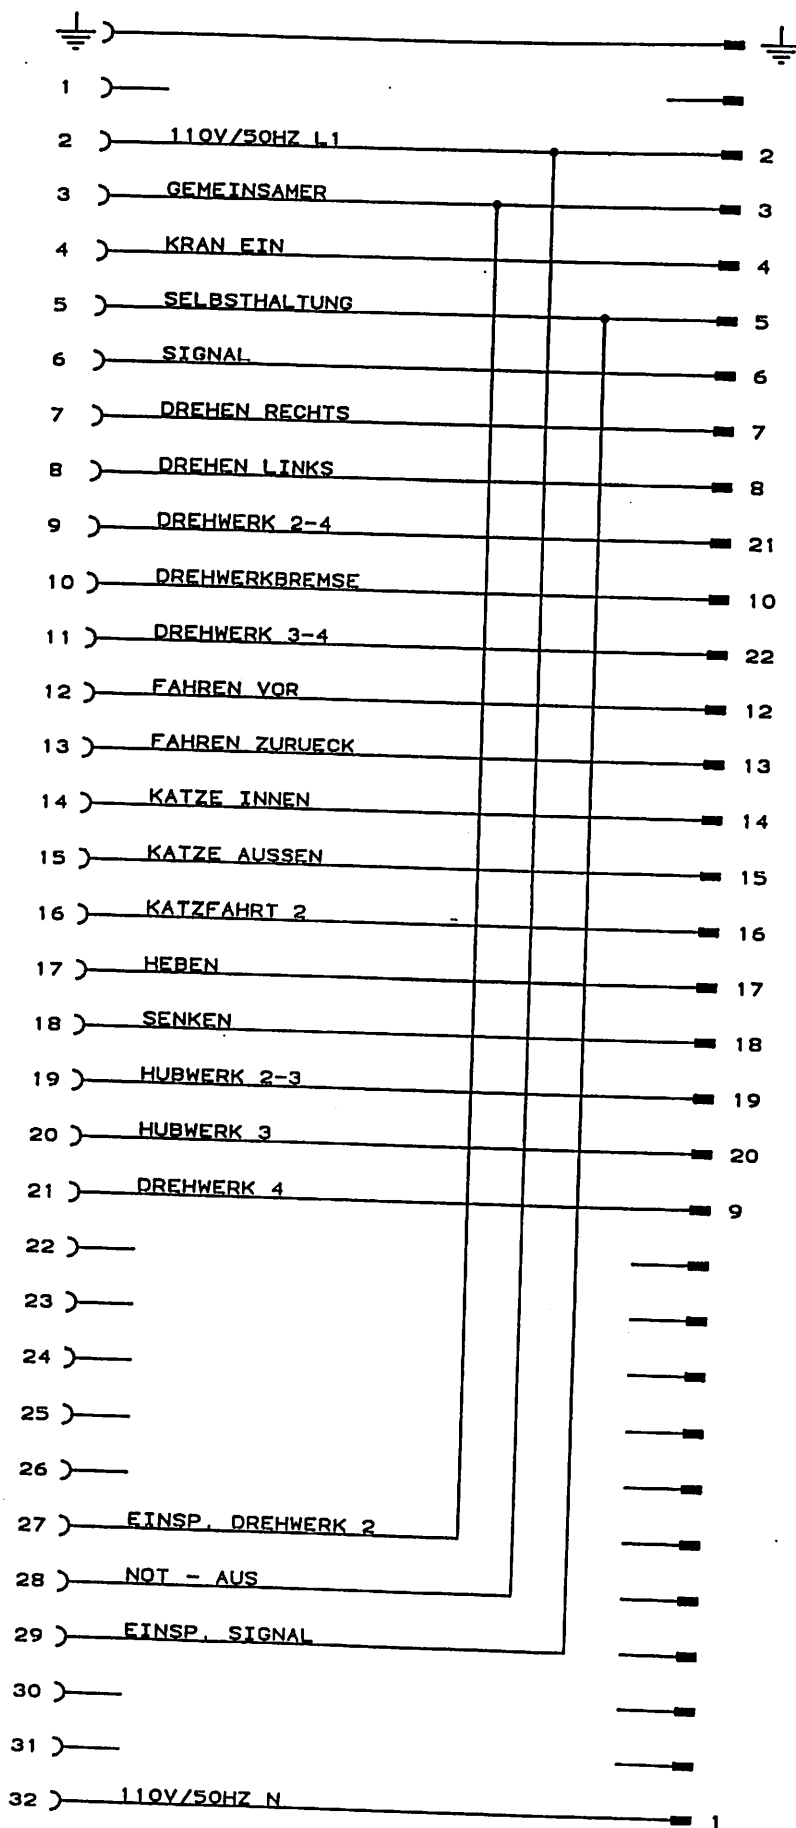 1
2 110V/50HZ L1 2
3 GEMEINSAMER 3
4 KRAN EIN 4
5 SELBSTHALTUNG 5
6 SIGNAL 6
7 DREHEN RECHTS 7
8 DREHEN LINKS 8
9 DREHWERK 2-4 21
10 DREHWERKBREMSE 10
11 DREHWERK 3-4 22
12 FAHREN VOR 12
13 FAHREN ZURUECK 13
14 KATZE INNEN 14
15 KATZE AUSSEN 15
16 KATZFAHRT 2 16
17 HEBEN 17
18 SENKEN 18
19 HUBWERK 2-3 19
20 HUBWERK 3 20
21 DREHWERK 4 9
22
23
24
25
26
27 EINSP. DREHWERK 2
28 NOT - AUS
29 EINSP. SIGNAL
30
31
32 110V/50HZ N 1